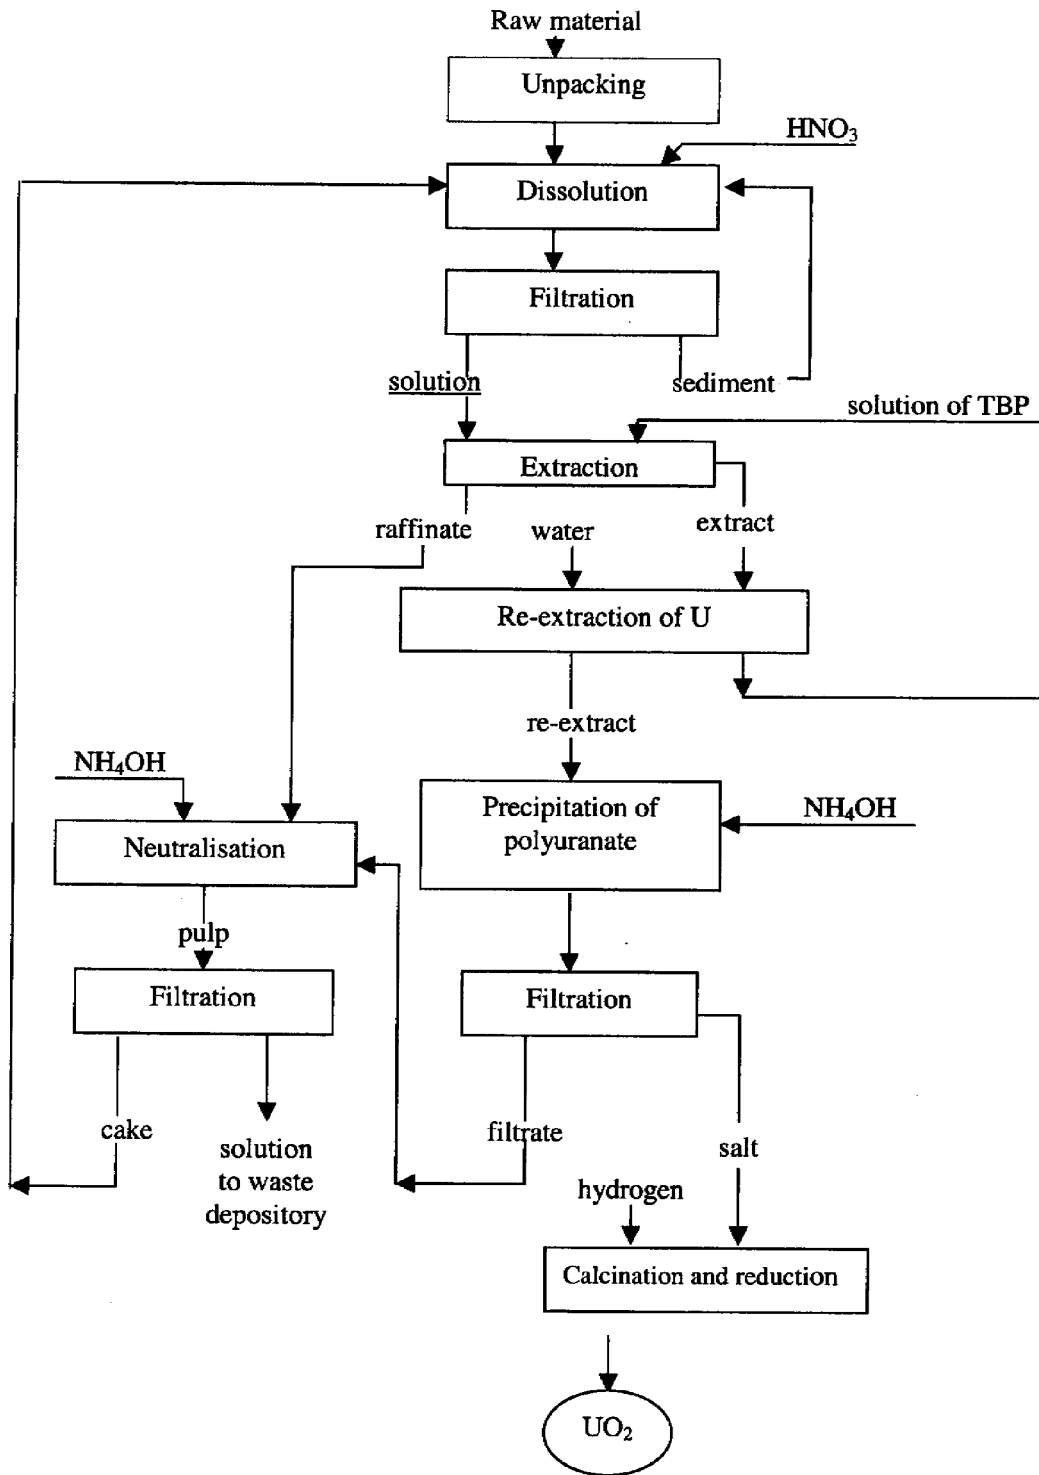 Raw material
Unpacking
HNO₃
Dissolution
Filtration
solution
sediment
solution of TBP
Extraction
raffinate
water
extract
Re-extraction of U
re-extract
NH₄OH
Precipitation of
polyuranate
NH₄OH
Neutralisation
pulp
Filtration
Filtration
cake
solution
to waste
depository
filtrate
salt
hydrogen
Calcination and reduction
UO₂